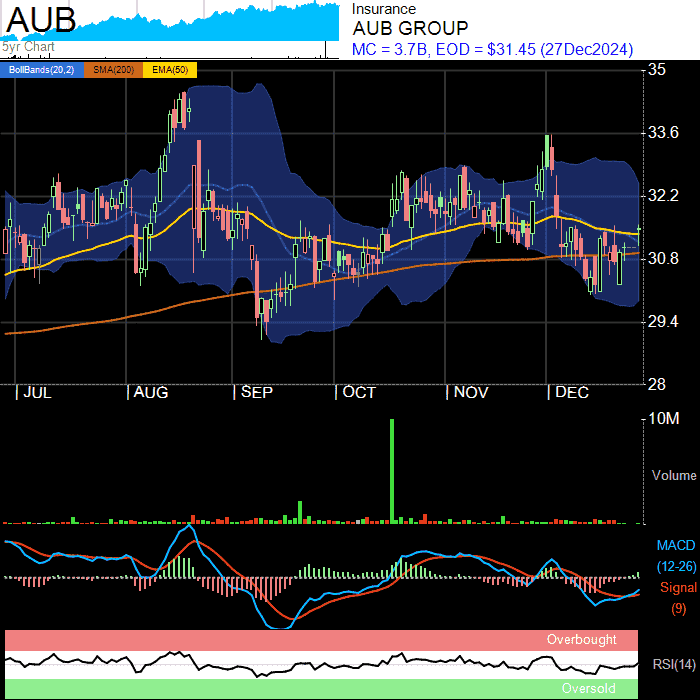 AUB
5yr Chart
Insurance
AUB GROUP
MC = 3.7B, EOD = $31.45 (27Dec2024)
BollBands(20,2) SMA(200) EMA(50)
35
33.6
32.2
30.8
29.4
28
JUL AUG SEP OCT NOV DEC
10M
Volume
MACD
(12-26)
Signal
(9)
Overbought
RSI(14)
Oversold